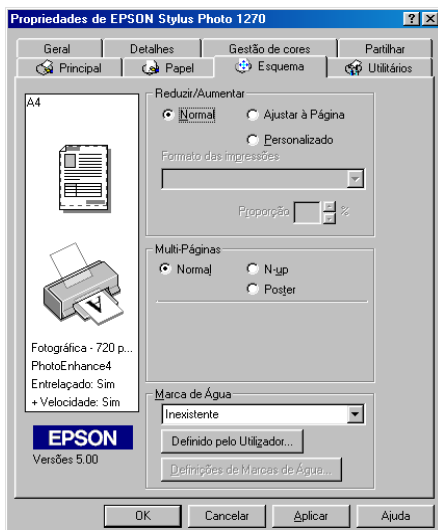 Propriedades de EPSON Stylus Photo 1270
Geral Detalhes Gestão de cores Partilhar
Principal Papel Esquema Utilitários
A4
Reduzir/Aumentar
Normal Ajustar à Página
Personalizado
Formato das impressões
Proporção %
Multi-Páginas
Normal N-up
Poster
A
Fotográfica - 720 p...
PhotoEnhance4
Entrelaçado: Sim
+ Velocidade: Sim
Marca de Água
Inexistente
Definido pelo Utilizador...
Definições de Marcas de Água...
EPSON
Versões 5.00
OK Cancelar Aplicar Ajuda